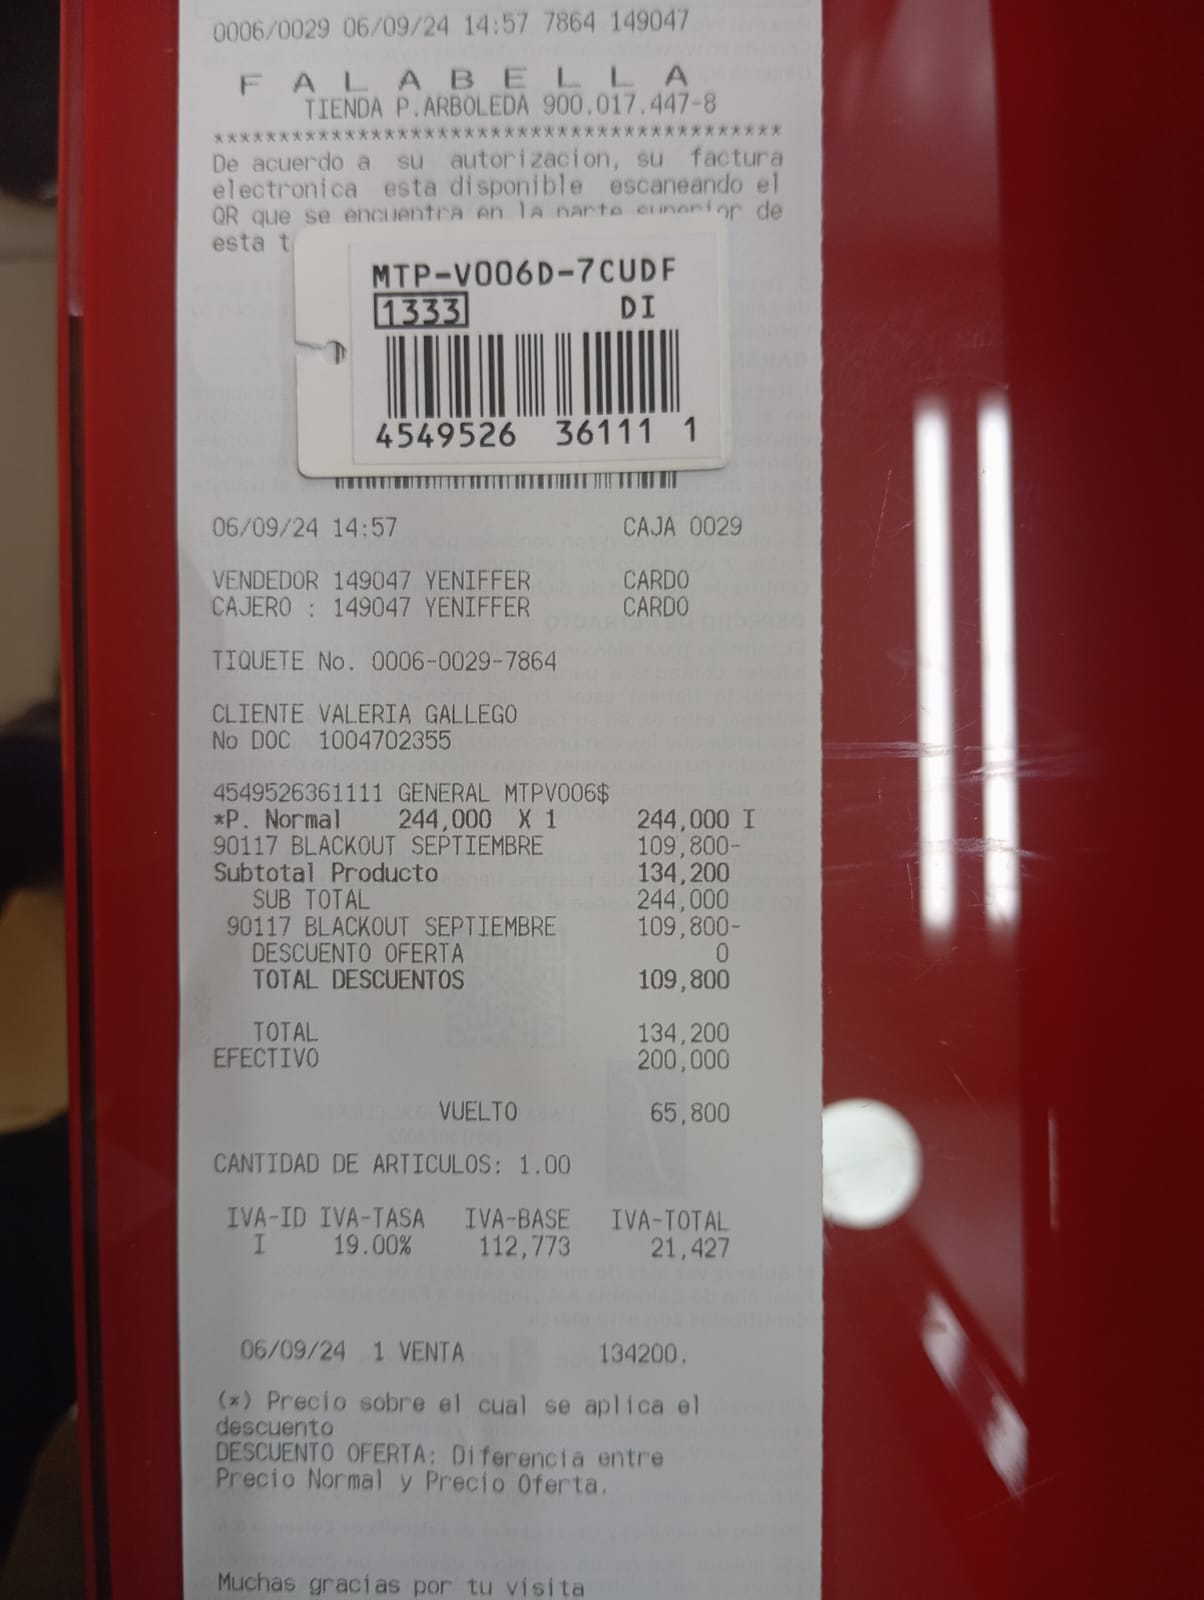 0006/0029 06/09/24 14:57 7864 149047
F A L A B E L L A
TIENDA P.ARBOLEDA 900.017.447-8
*******************************************
De acuerdo a su autorizacion, su factura
electronica esta disponible escaneando el
QR que se encuentra en la parte superior de
esta t
MTP-V006D-7CUDF
1333 DI
4549526 36111 1
06/09/24 14:57 CAJA 0029
VENDEDOR 149047 YENIFFER CARDO
CAJERO : 149047 YENIFFER CARDO
TIQUETE No. 0006-0029-7864
CLIENTE VALERIA GALLEGO
No DOC 1004702355
4549526361111 GENERAL MTPV006$
*P. Normal 244,000 X 1 244,000 I
90117 BLACKOUT SEPTIEMBRE 109,800-
Subtotal Producto 134,200
SUB TOTAL 244,000
90117 BLACKOUT SEPTIEMBRE 109,800-
DESCUENTO OFERTA 0
TOTAL DESCUENTOS 109,800
TOTAL 134,200
EFECTIVO 200,000
VUELTO 65,800
CANTIDAD DE ARTICULOS: 1.00
IVA-ID IVA-TASA IVA-BASE IVA-TOTAL
I 19.00% 112,773 21,427
06/09/24 1 VENTA 134200.
(*) Precio sobre el cual se aplica el
descuento
DESCUENTO OFERTA: Diferencia entre
Precio Normal y Precio Oferta.
Muchas gracias por tu visita